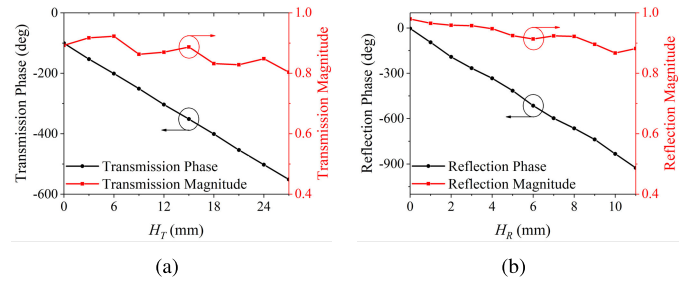 0
-200
-400
-600
Transmission Phase (deg)
1.0
0.8
0.6
0.4
Transmission Magnitude
Transmission Phase
Transmission Magnitude
0 6 12 18 24
H_T (mm)
(a)
0
-300
-600
-900
Reflection Phase (deg)
1.0
0.8
0.6
0.4
Reflection Magnitude
Reflection Phase
Reflection Magnitude
0 2 4 6 8 10
H_R (mm)
(b)